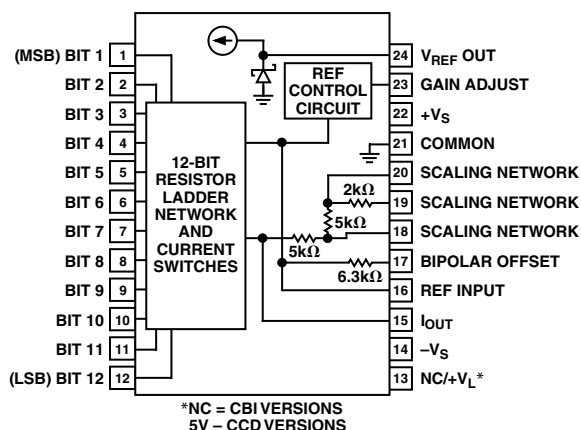 (MSB) BIT 1
BIT 2
BIT 3
BIT 4
BIT 5
BIT 6
BIT 7
BIT 8
BIT 9
BIT 10
BIT 11
(LSB) BIT 12
1
2
3
4
5
6
7
8
9
10
11
12
12-BIT
RESISTOR
LADDER
NETWORK
AND
CURRENT
SWITCHES
REF
CONTROL
CIRCUIT
2kΩ
5kΩ
5kΩ
6.3kΩ
24 VREF OUT
23 GAIN ADJUST
22 +VS
21 COMMON
20 SCALING NETWORK
19 SCALING NETWORK
18 SCALING NETWORK
17 BIPOLAR OFFSET
16 REF INPUT
15 IOUT
14 –VS
13 NC/+VL*
*NC = CBI VERSIONS
5V – CCD VERSIONS